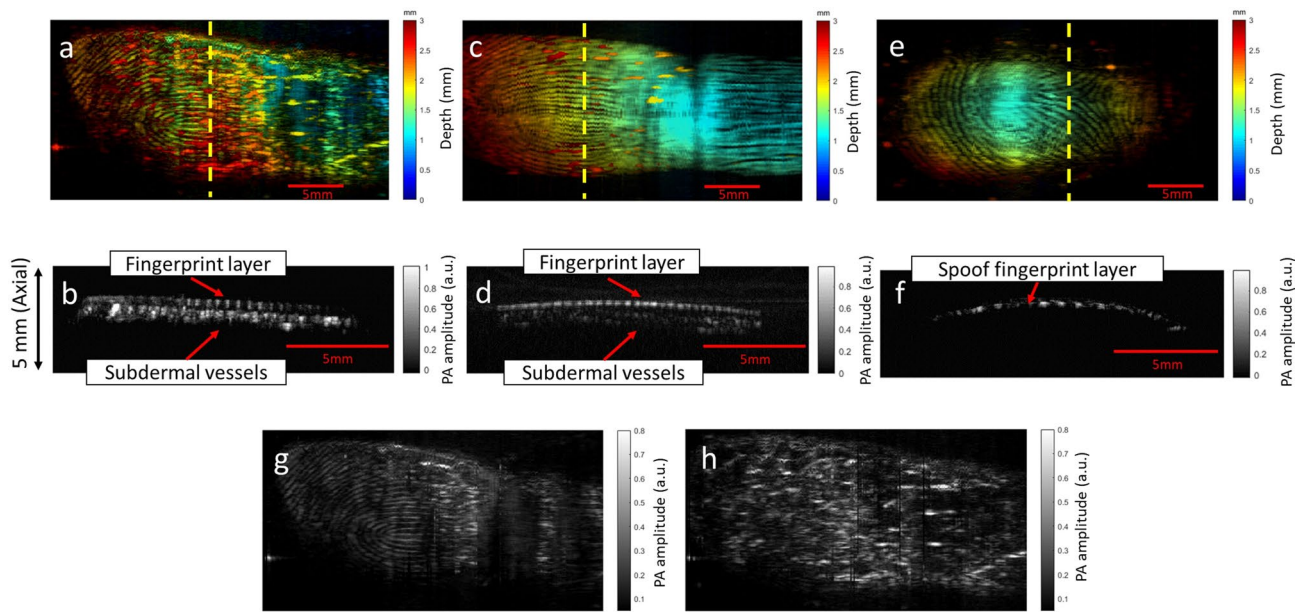 mm
mm
mm
a
3
2.5
2
1.5
1
0.5
0
Depth (mm)
5mm
c
3
2.5
2
1.5
1
0.5
0
Depth (mm)
5mm
e
3
2.5
2
1.5
1
0.5
0
Depth (mm)
5mm
5 mm (Axial)
b
Fingerprint layer
Subdermal vessels
5mm
1
0.8
0.6
0.4
0.2
0
PA amplitude (a.u.)
d
Fingerprint layer
Subdermal vessels
5mm
0.8
0.6
0.4
0.2
0
PA amplitude (a.u.)
f
Spoof fingerprint layer
5mm
0.8
0.6
0.4
0.2
0
PA amplitude (a.u.)
g
0.8
0.7
0.6
0.5
0.4
0.3
0.2
0.1
PA amplitude (a.u.)
h
0.8
0.7
0.6
0.5
0.4
0.3
0.2
0.1
PA amplitude (a.u.)